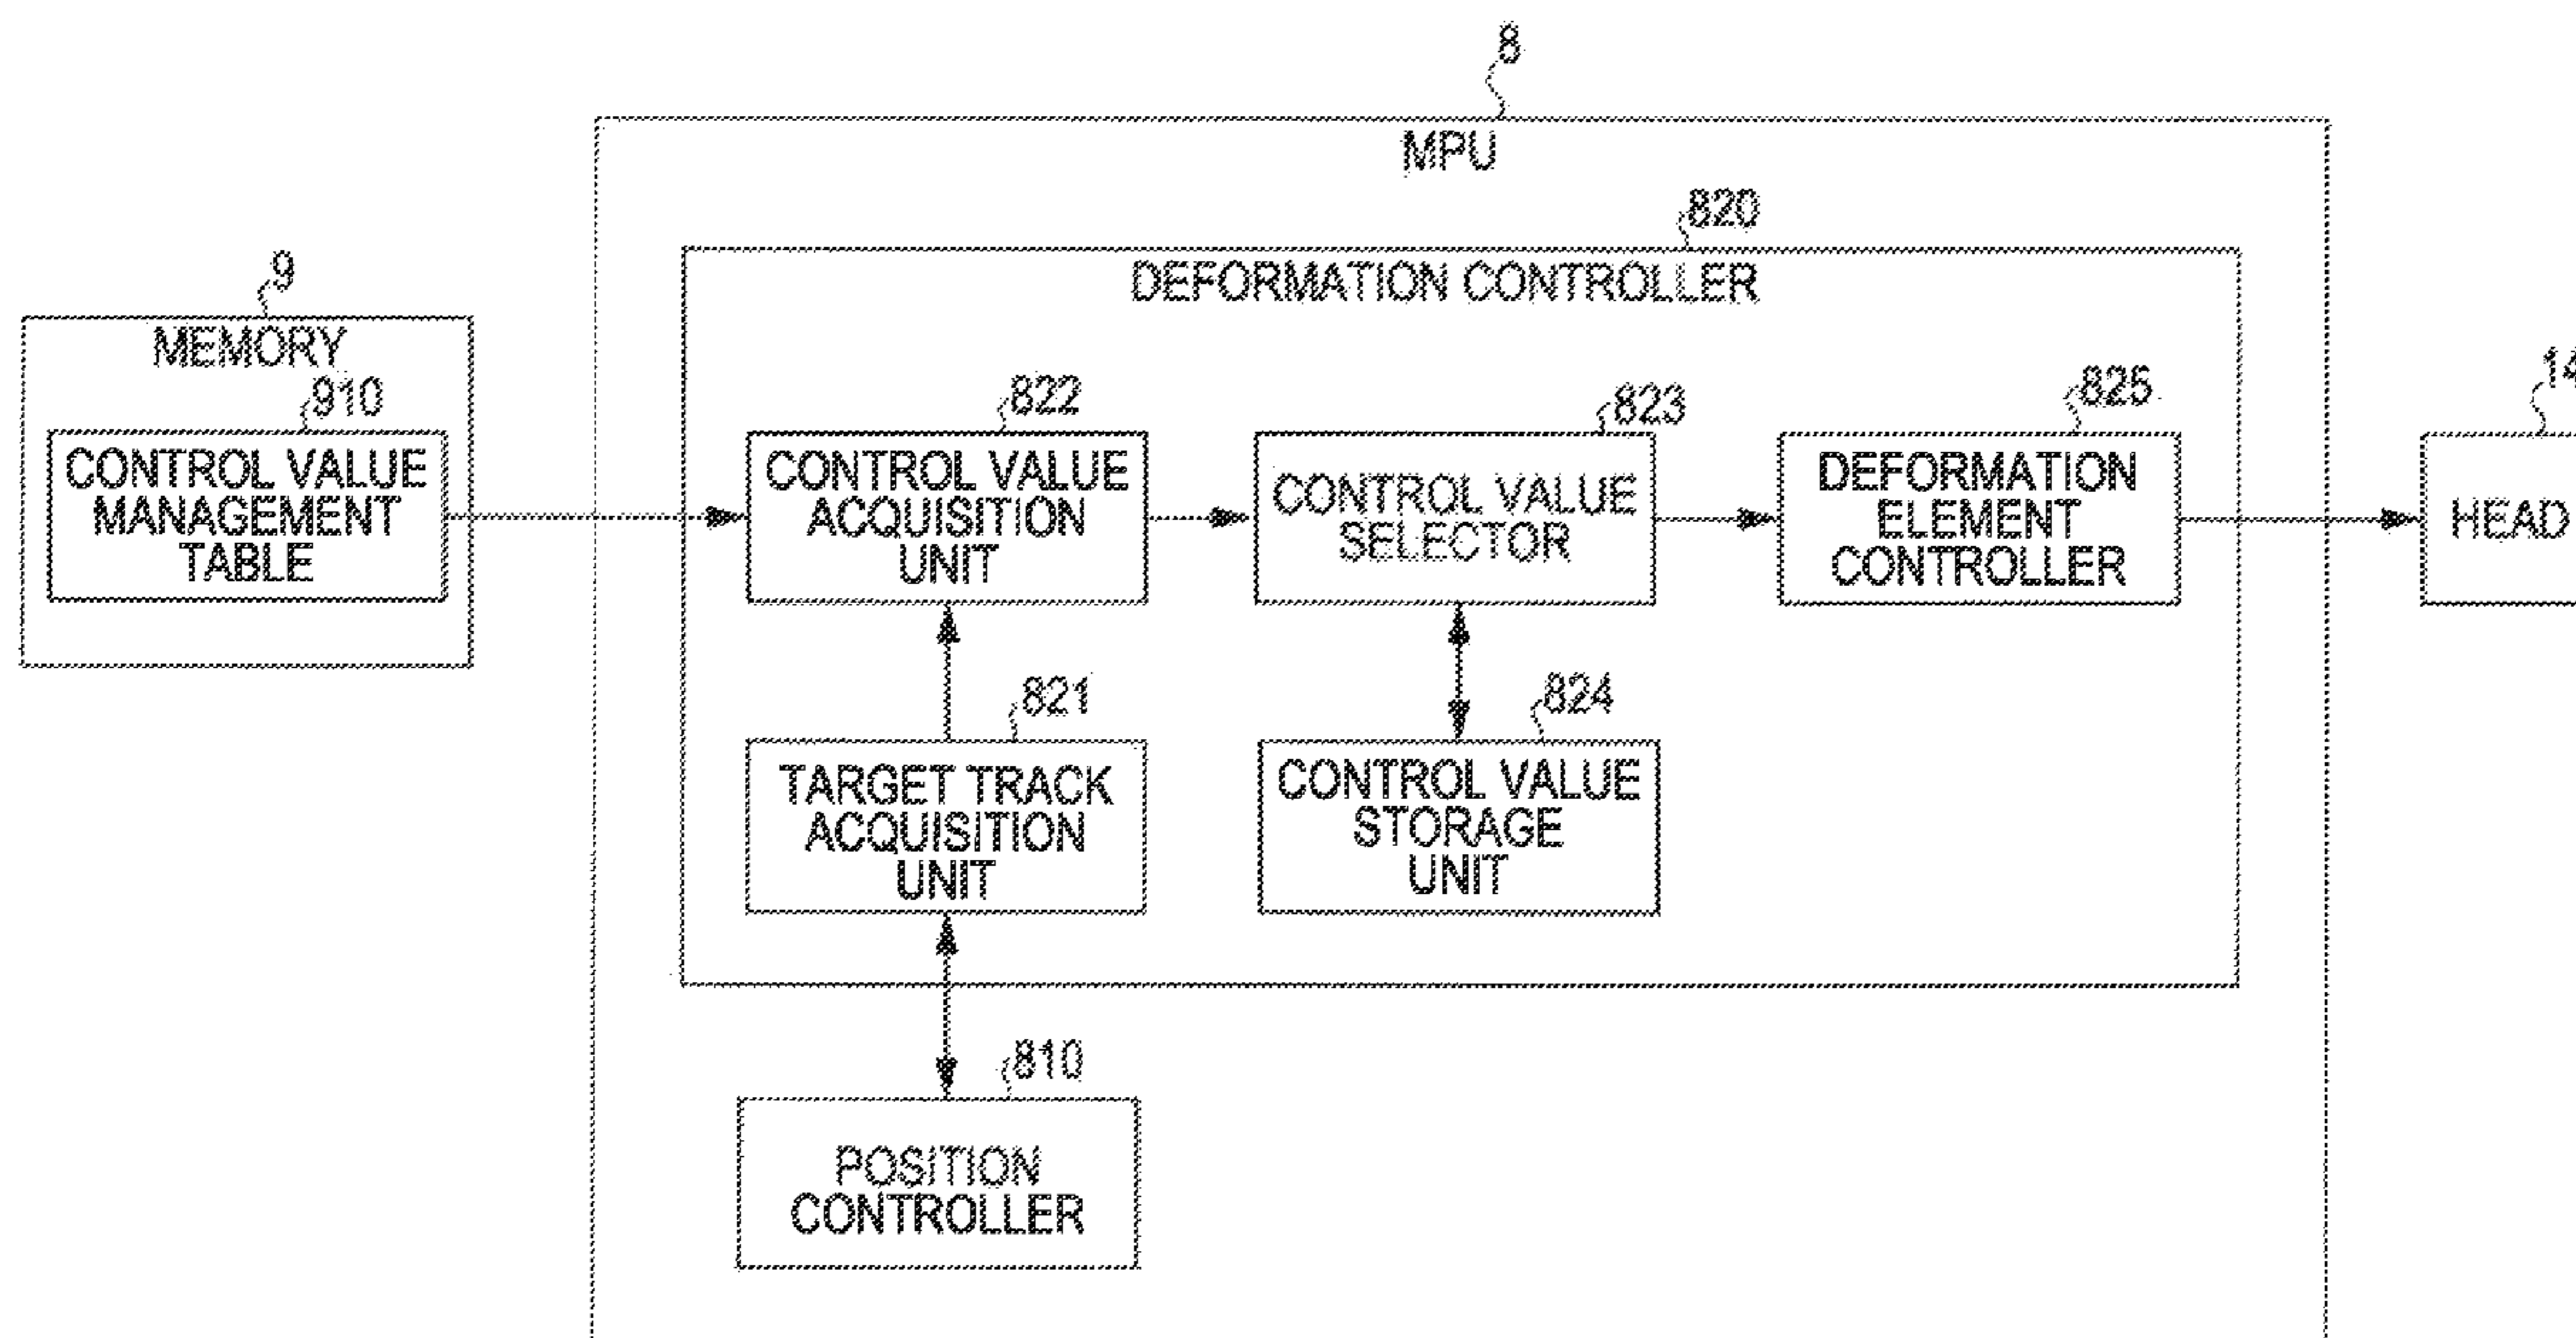 8
MPU
820
DEFORMATION CONTROLLER
9
MEMORY
910
CONTROL VALUE
MANAGEMENT
TABLE
822
CONTROL VALUE
ACQUISITION
UNIT
823
CONTROL VALUE
SELECTOR
825
DEFORMATION
ELEMENT
CONTROLLER
14
HEAD
821
TARGET TRACK
ACQUISITION
UNIT
824
CONTROL VALUE
STORAGE
UNIT
810
POSITION
CONTROLLER